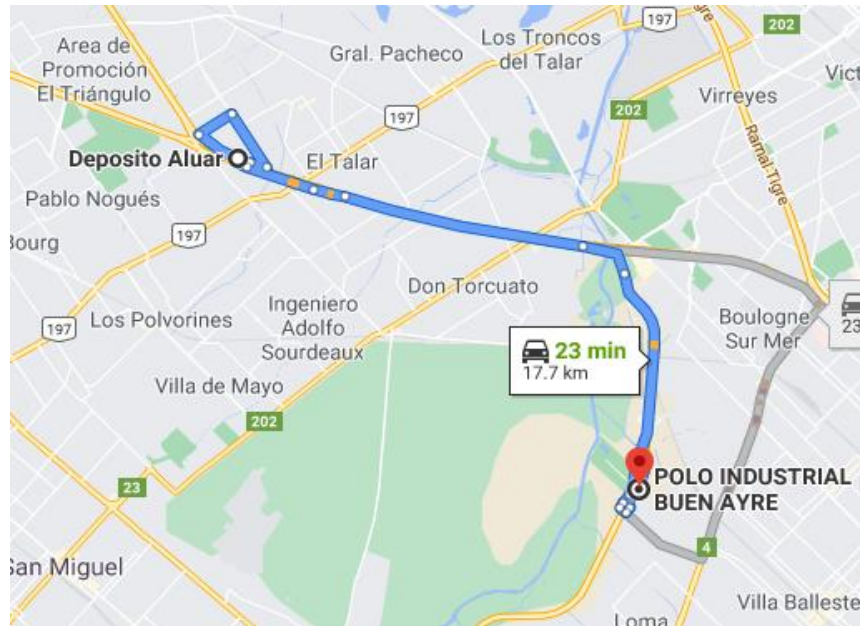 197
202
Area de
Promoción
El Triángulo
Gral. Pacheco
Los Troncos
del Talar
Virreyes
Vict
202
197
Ramal-Tigre
Deposito Aluar
El Talar
Pablo Nogués
Bourg
197
Don Torcuato
Ingeniero
Adolfo
Sourdeaux
197
Los Polvorines
Boulogne
Sur Mer
23
23 min
17.7 km
Villa de Mayo
202
23
POLO INDUSTRIAL
BUEN AYRE
4
San Miguel
Villa Balleste
Loma